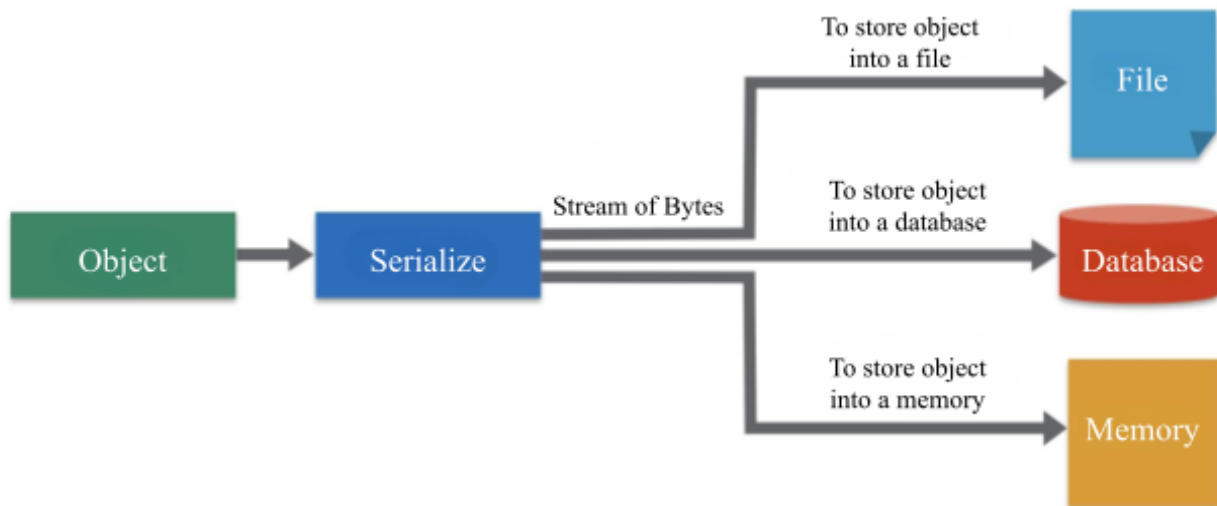 To store object
into a file
File
Stream of Bytes
To store object
into a database
Object
Serialize
Database
To store object
into a memory
Memory